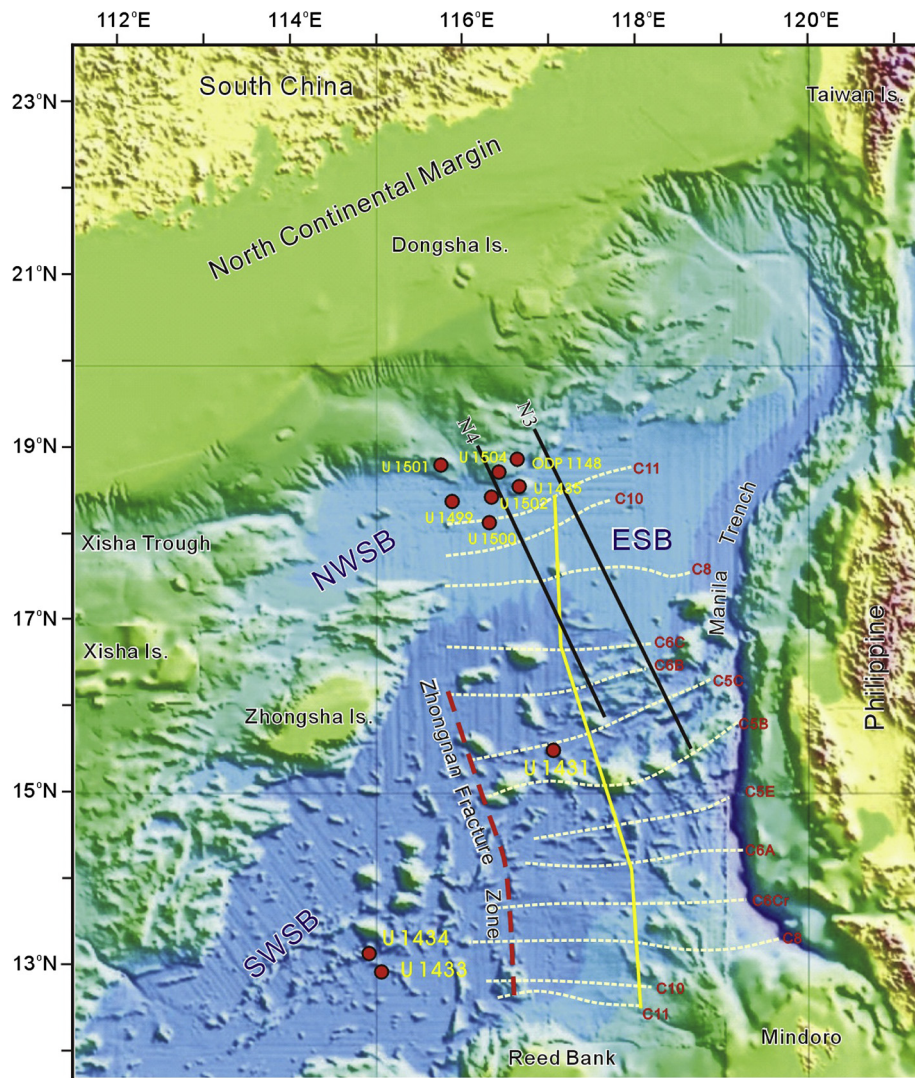 112°E
114°E
116°E
118°E
120°E
23°N
21°N
19°N
17°N
15°N
13°N
South China
Taiwan Is.
North Continental Margin
Dongsha Is.
N3
N4
U 1504
U 1501
ODP 1148
C11
U 1435
C10
U 1499
U 1502
U 1500
Xisha Trough
NWSB
ESB
Manila Trench
C8
C6C
Xisha Is.
C6B
C5C
Philippine
Zhongsha Is.
C5B
Zhongnan Fracture Zone
U 1431
C5E
C6A
C6Cr
SWSB
U 1434
U 1433
C8
C10
C11
Reed Bank
Mindoro